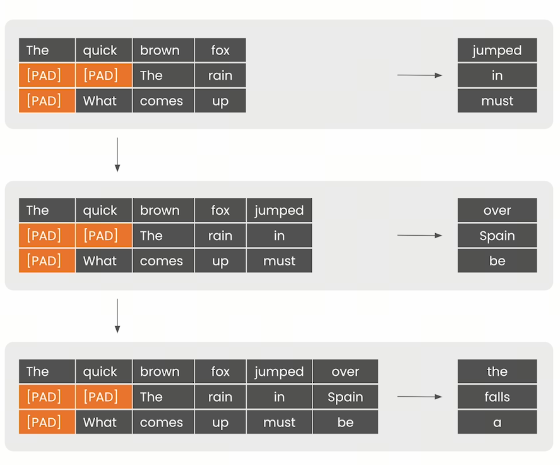 The quick brown fox jumped
[PAD] [PAD] The rain in
[PAD] What comes up must
The quick brown fox jumped over
[PAD] [PAD] The rain in Spain
[PAD] What comes up must be
The quick brown fox jumped over the
[PAD] [PAD] The rain in Spain falls
[PAD] What comes up must be a